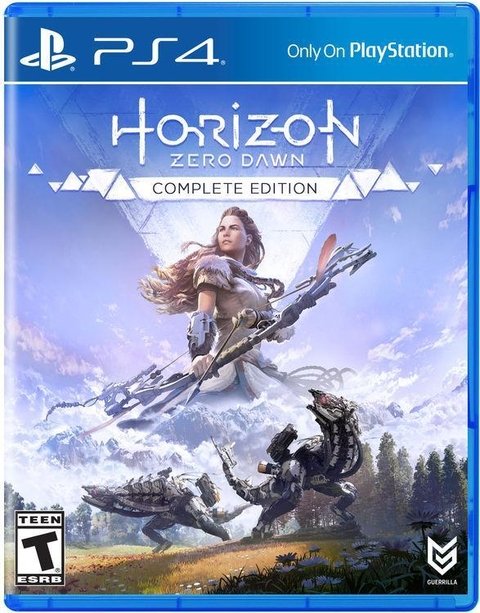 PS4
Only On PlayStation®
HORIZON
ZERO DAWN
COMPLETE EDITION
TEEN
T
ESRB
GUERRILLA